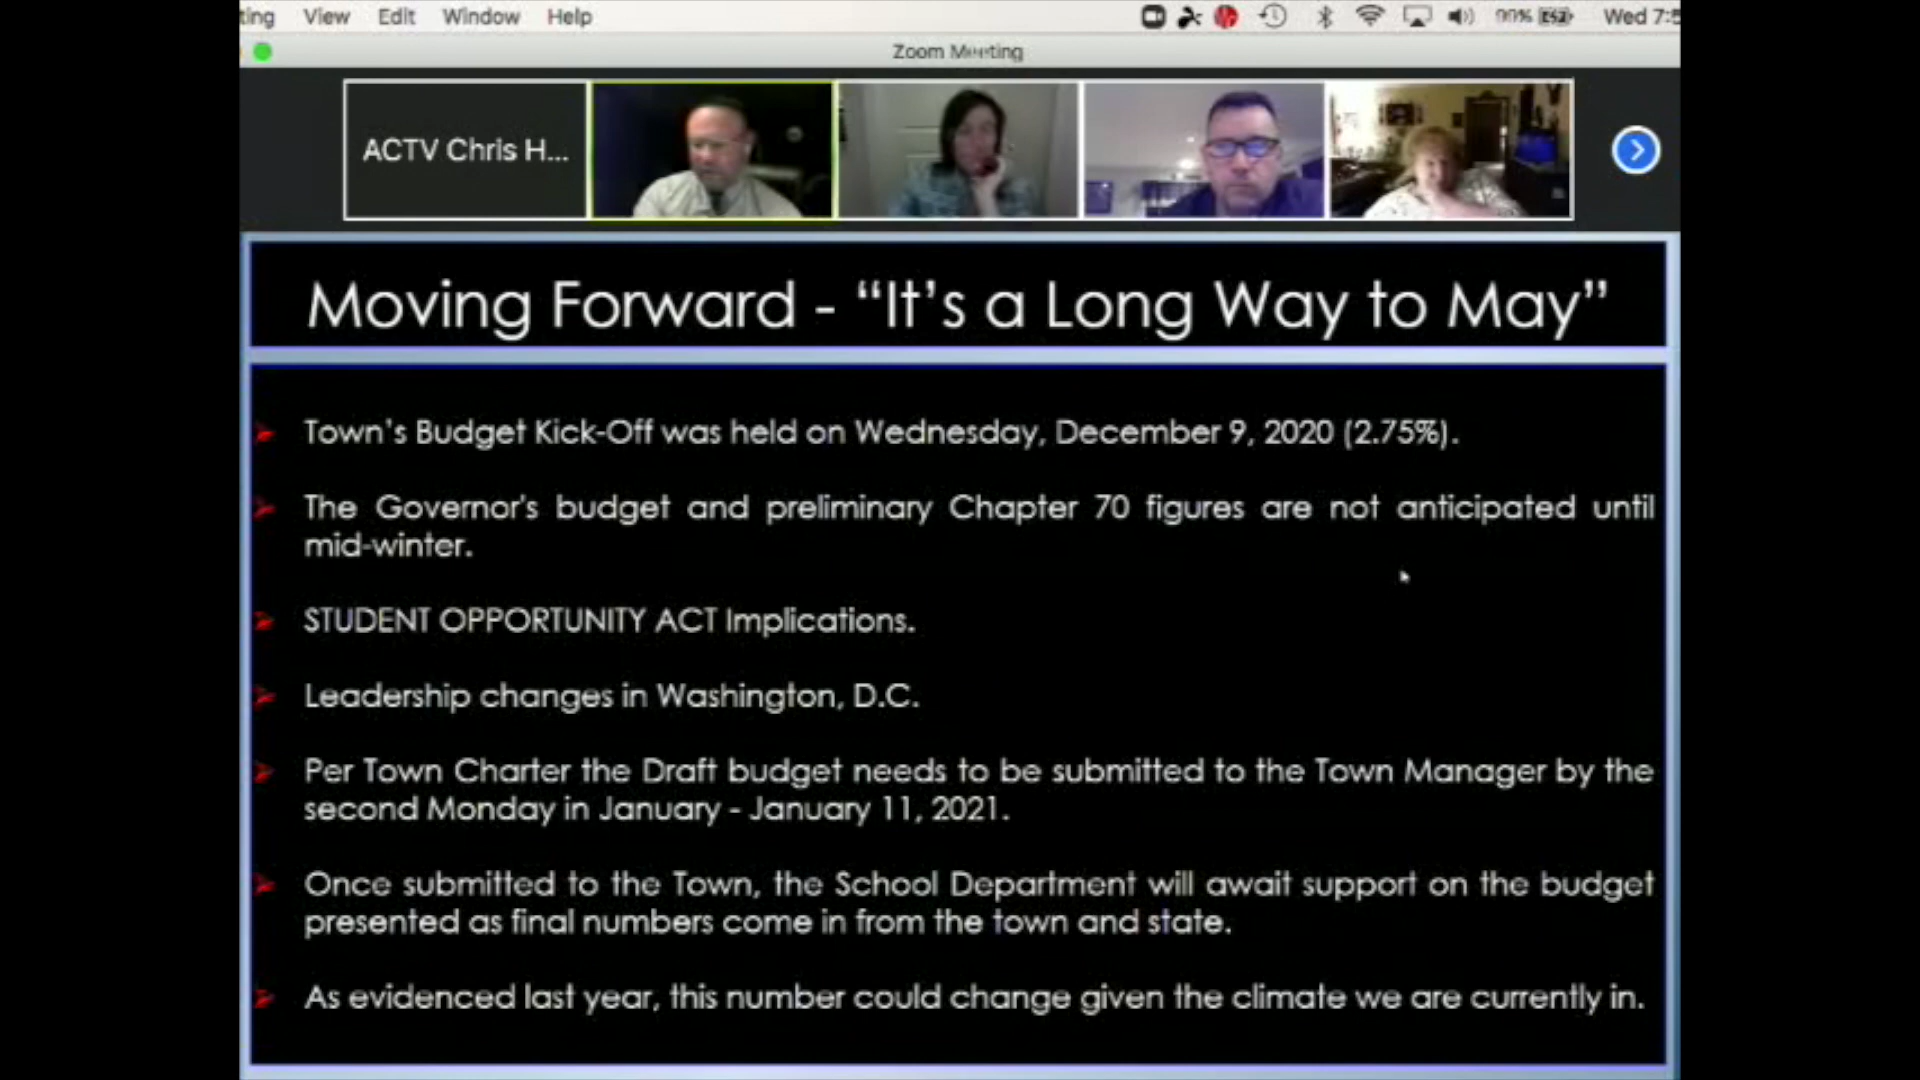 View Edit Window Help Wed
Zoom Meeting
ACTV Chris H...
Moving Forward - “It’s a Long Way to May”
Town’s Budget Kick-Off was held on Wednesday, December 9, 2020 (2.75%).
The Governor's budget and preliminary Chapter 70 figures are not anticipated until
mid-winter.
STUDENT OPPORTUNITY ACT Implications.
Leadership changes in Washington, D.C.
Per Town Charter the Draft budget needs to be submitted to the Town Manager by the
second Monday in January - January 11, 2021.
Once submitted to the Town, the School Department will await support on the budget
presented as final numbers come in from the town and state.
As evidenced last year, this number could change given the climate we are currently in.